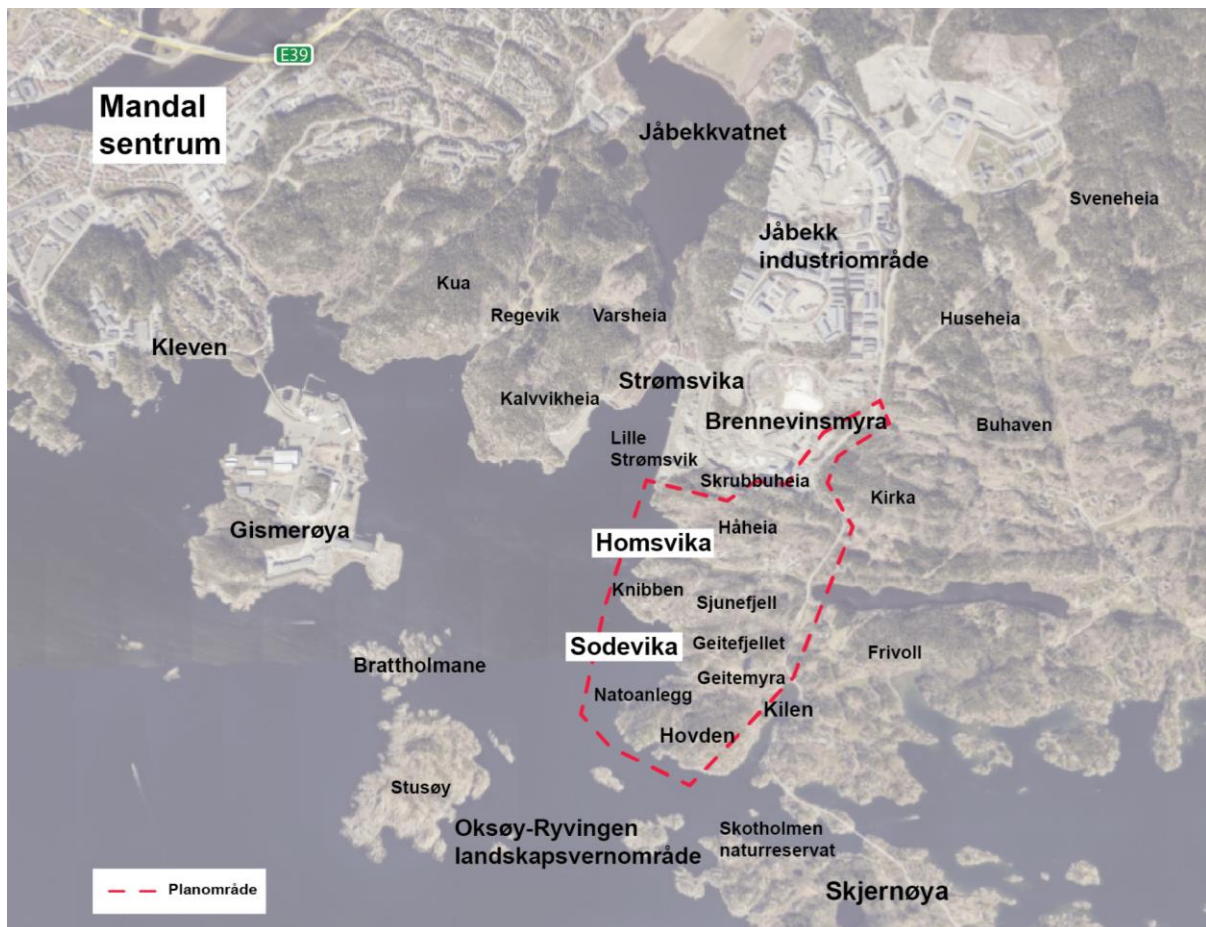 E39
Mandal
sentrum
Jåbekkvatnet
Sveneheia
Jåbekk
industriområde
Kua
Regevik
Varsheia
Huseheia
Kleven
Strømsvika
Kalvvikheia
Brennevinsmyra
Buhaven
Lille
Strømsvik
Skrubbuheia
Kirka
Gismerøya
Håheia
Homsvika
Knibben
Sjunefjell
Sodevika
Geitefjellet
Frivoll
Brattholmane
Geitemyra
Natoanlegg
Kilen
Hovden
Stusøy
Oksøy-Ryvingen
landskapsvernområde
Skotholmen
naturreservat
Skjernøya
Planområde